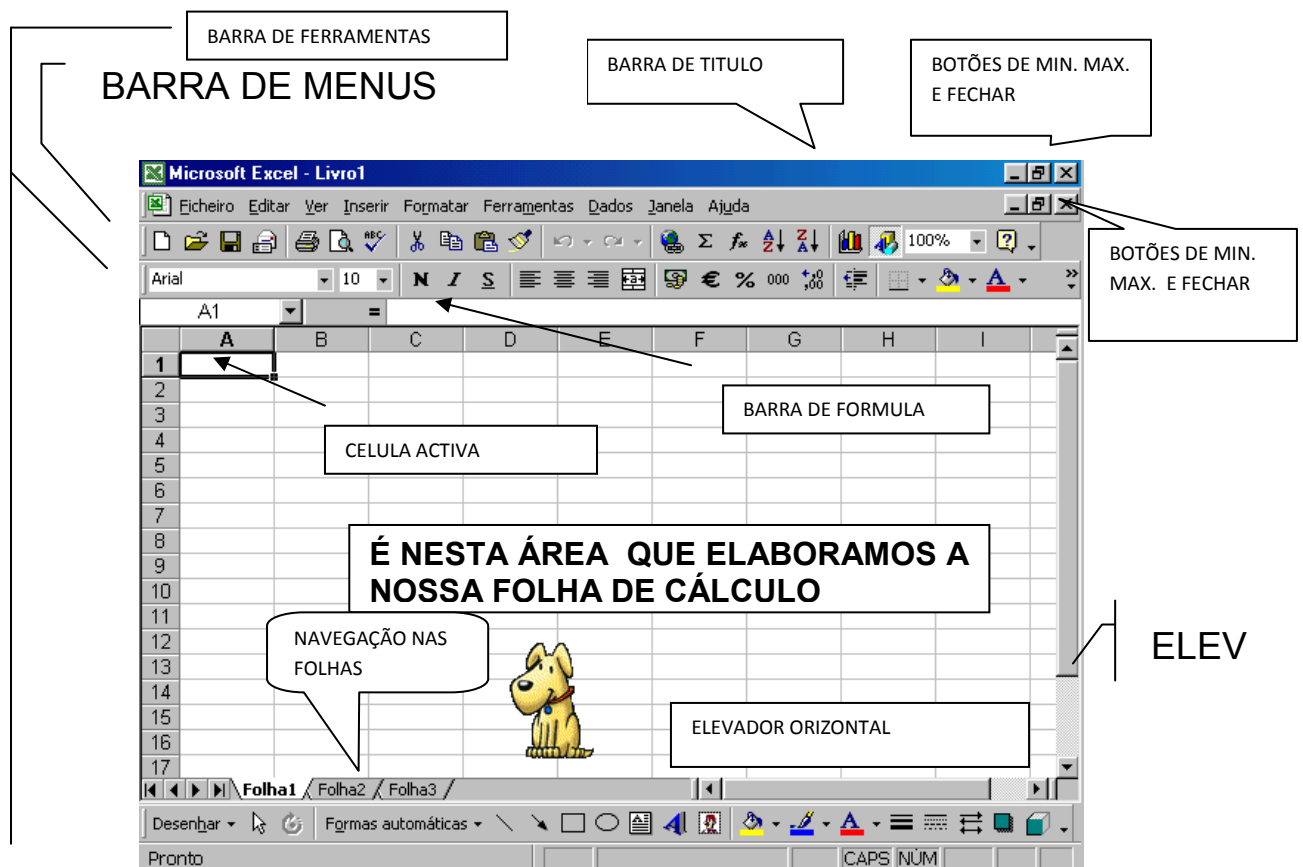 BARRA DE FERRAMENTAS
BARRA DE MENUS
BARRA DE TITULO
BOTÕES DE MIN. MAX.
E FECHAR
Microsoft Excel - Livro1
Ficheiro Editar Ver Inserir Formatar Ferramentas Dados Janela Ajuda
ABC Σ fx A Z Z A 100% ?
Arial 10 N I S a € % 000 ,0 ,00 A »
BOTÕES DE MIN.
MAX. E FECHAR
A1 =
A B C D E F G H I
1
2
3
BARRA DE FORMULA
4
CELULA ACTIVA
5
6
7
8
É NESTA ÁREA QUE ELABORAMOS A
9
10
NOSSA FOLHA DE CÁLCULO
11
12
NAVEGAÇÃO NAS
FOLHAS
ELEV
13
14
15
ELEVADOR ORIZONTAL
16
17
Folha1 Folha2 Folha3
Desenhar Formas automáticas A A A
Pronto CAPS NÚM